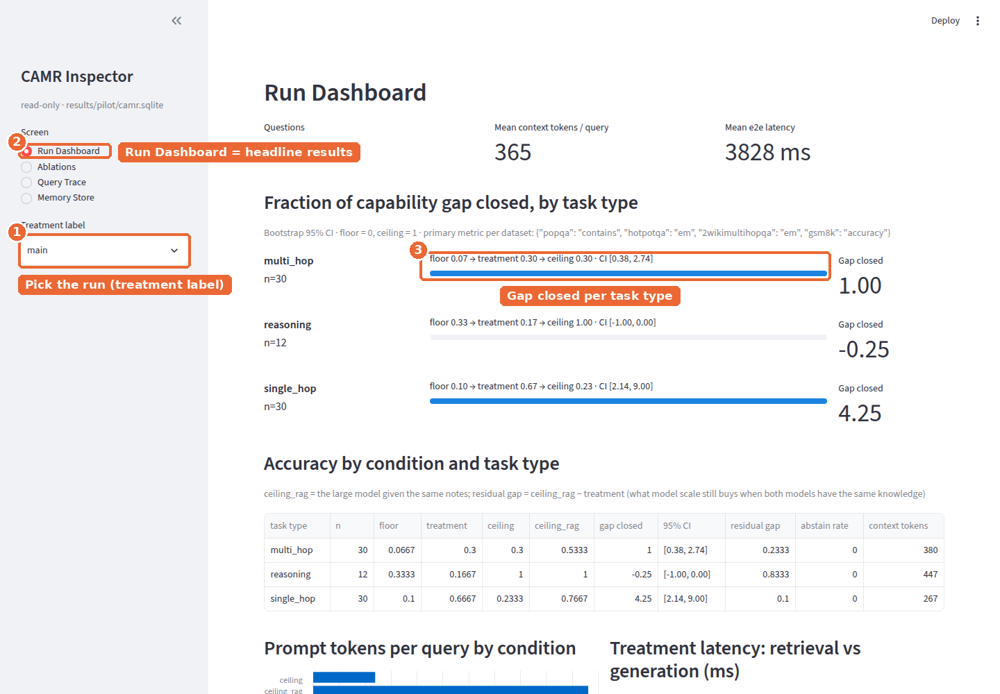 Deploy
CAMR Inspector
read-only · results/pilot/camr.sqlite
Screen
2
Run Dashboard
Run Dashboard = headline results
Ablations
Query Trace
Memory Store
Treatment label
1
main
Pick the run (treatment label)
Run Dashboard
Questions
Mean context tokens / query
365
Mean e2e latency
3828 ms
Fraction of capability gap closed, by task type
Bootstrap 95% CI · floor = 0, ceiling = 1 · primary metric per dataset: {"popqa": "contains", "hotpotqa": "em", "2wikimultihopqa": "em", "gsm8k": "accuracy"}
3
multi_hop
n=30
floor 0.07 → treatment 0.30 → ceiling 0.30 · CI [0.38, 2.74]
Gap closed
1.00
Gap closed per task type
reasoning
n=12
floor 0.33 → treatment 0.17 → ceiling 1.00 · CI [-1.00, 0.00]
Gap closed
-0.25
single_hop
n=30
floor 0.10 → treatment 0.67 → ceiling 0.23 · CI [2.14, 9.00]
Gap closed
4.25
Accuracy by condition and task type
ceiling_rag = the large model given the same notes; residual gap = ceiling_rag − treatment (what model scale still buys when both models have the same knowledge)
task type n floor treatment ceiling ceiling_rag gap closed 95% CI residual gap abstain rate context tokens
multi_hop 30 0.0667 0.3 0.3 0.5333 1 [0.38, 2.74] 0.2333 0 380
reasoning 12 0.3333 0.1667 1 1 -0.25 [-1.00, 0.00] 0.8333 0 447
single_hop 30 0.1 0.6667 0.2333 0.7667 4.25 [2.14, 9.00] 0.1 0 267
Prompt tokens per query by condition
ceiling
ceiling_rag
Treatment latency: retrieval vs
generation (ms)